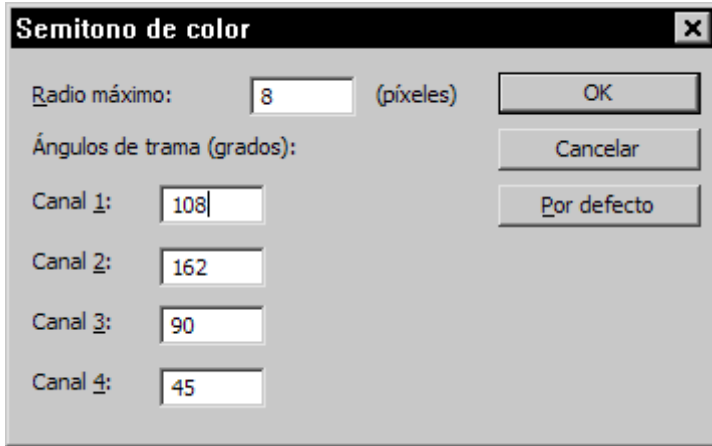 Semitono de color
Radio máximo: 8 (píxeles) OK
Ángulos de trama (grados): Cancelar
Canal 1: 108 Por defecto
Canal 2: 162
Canal 3: 90
Canal 4: 45